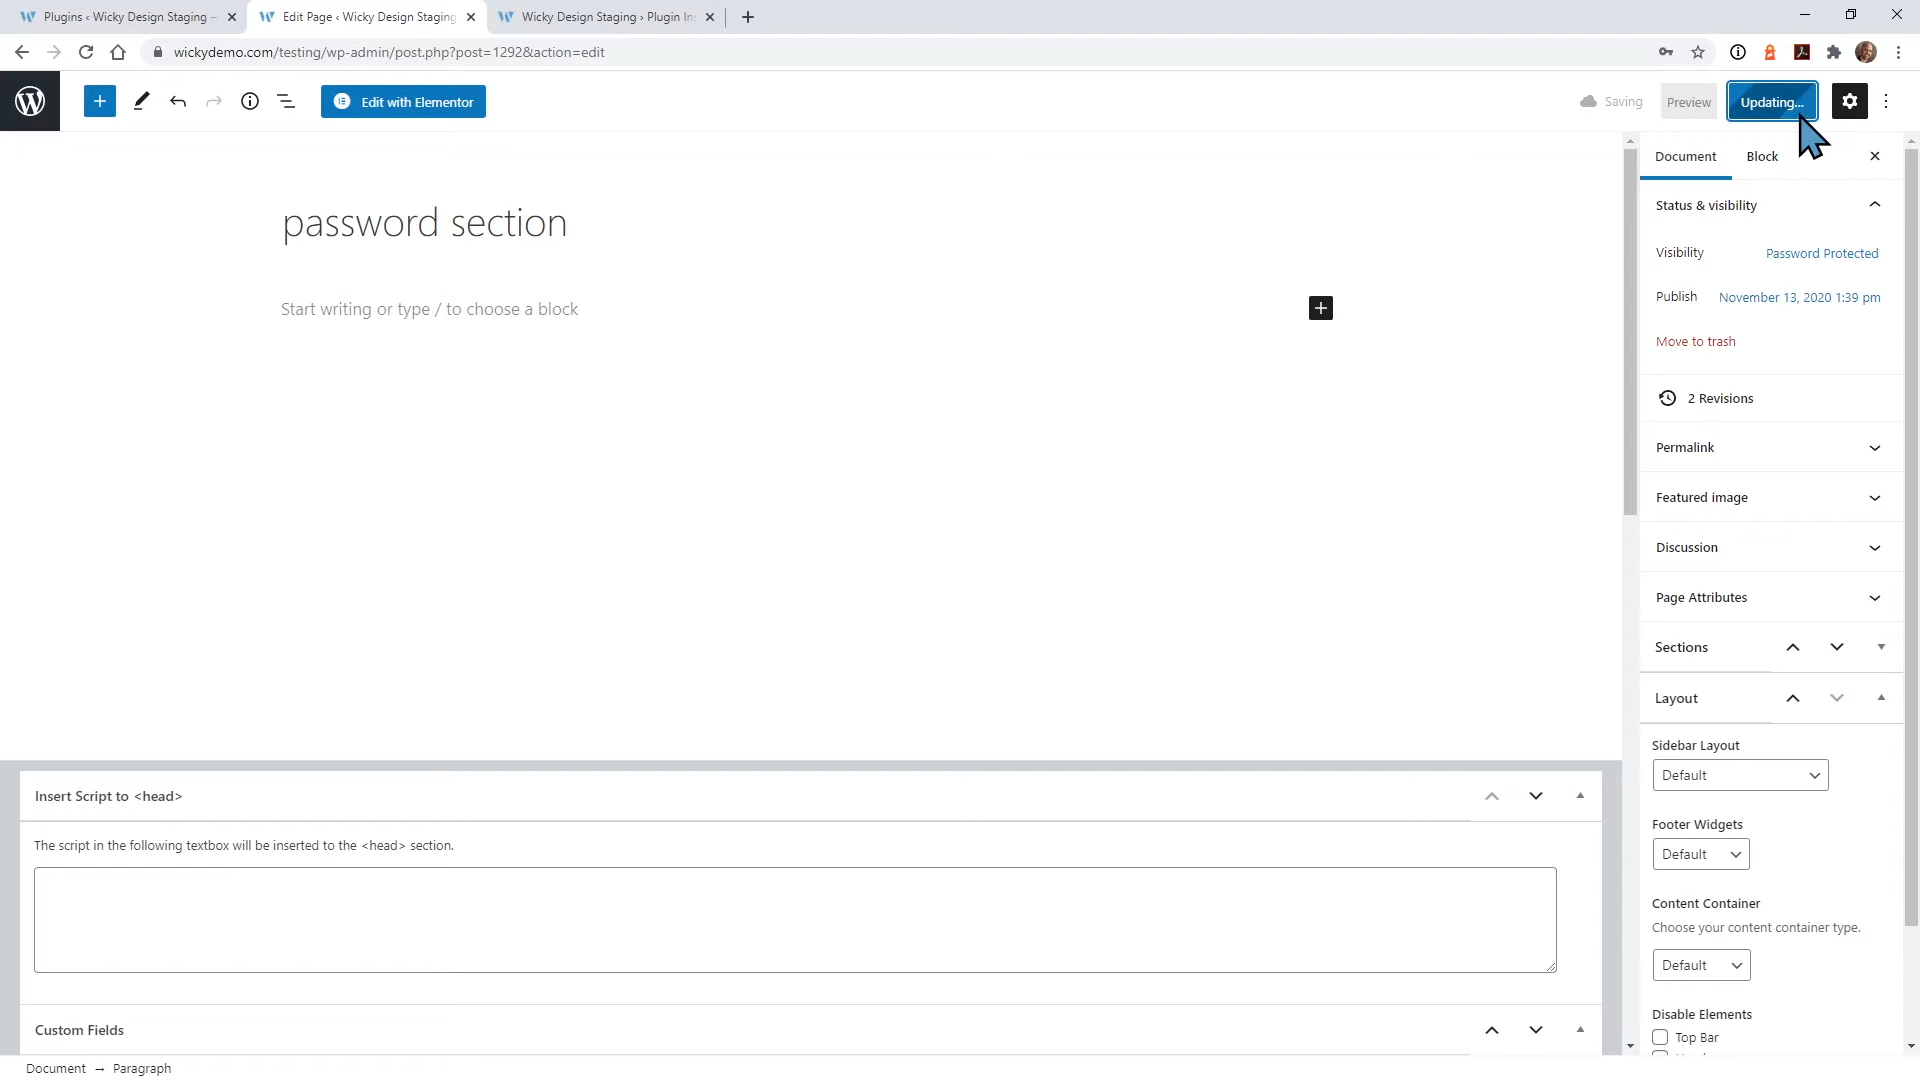 Plugins ‹ Wicky Design Staging —
Edit Page ‹ Wicky Design Staging
Wicky Design Staging › Plugin Ins
wickydemo.com/testing/wp-admin/post.php?post=1292&action=edit
Edit with Elementor
Saving
Preview
Updating...
Document
Block
password section
Status & visibility
Visibility
Password Protected
Start writing or type / to choose a block
Publish
November 13, 2020 1:39 pm
Move to trash
2 Revisions
Permalink
Featured image
Discussion
Page Attributes
Sections
Layout
Sidebar Layout
Default
Insert Script to <head>
Footer Widgets
The script in the following textbox will be inserted to the <head> section.
Default
Content Container
Choose your content container type.
Default
Disable Elements
Custom Fields
Top Bar
Document → Paragraph